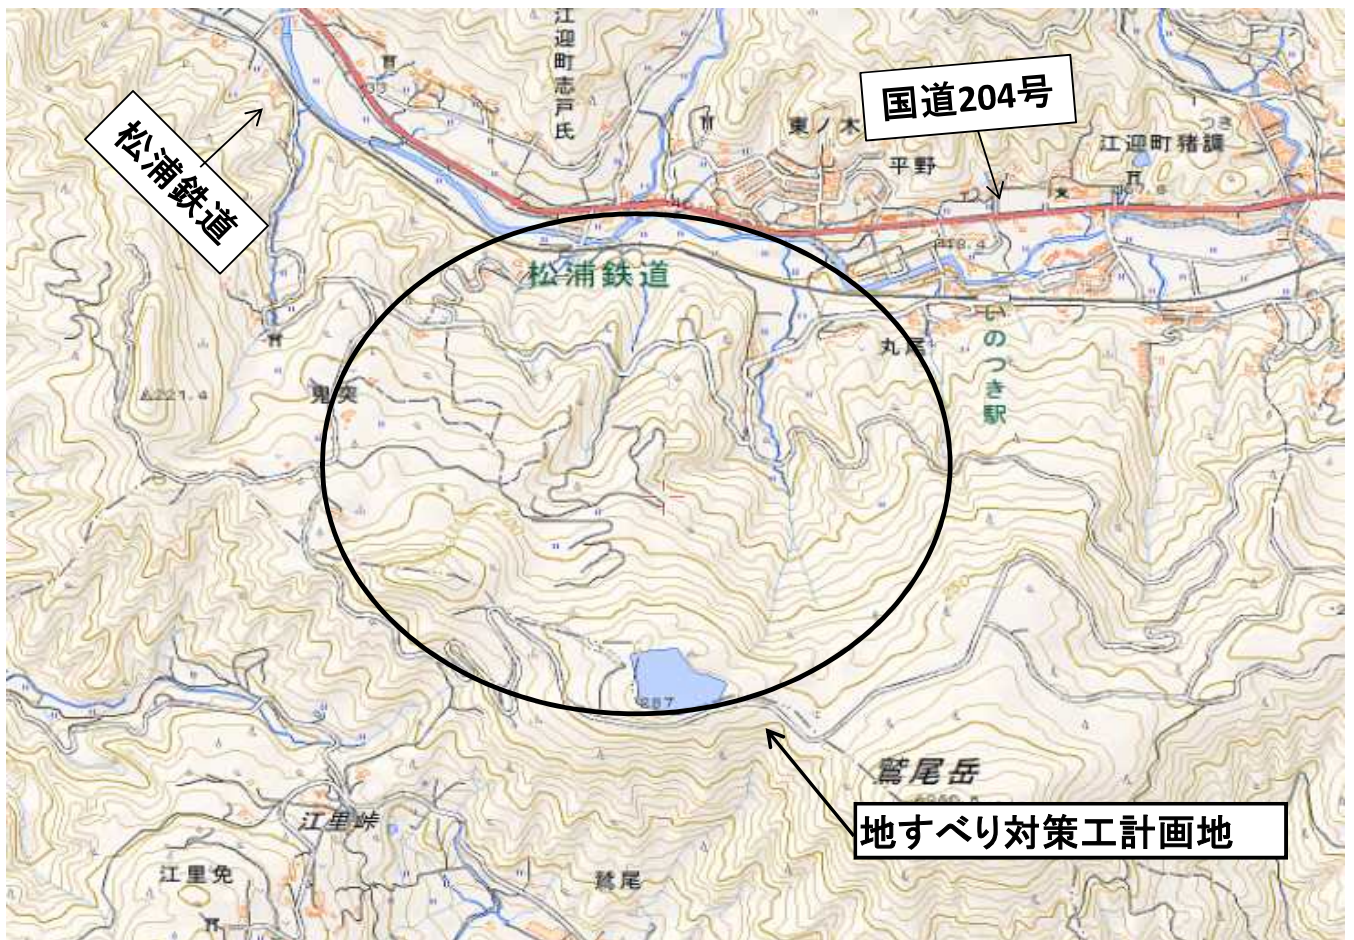 江迎町志戸氏
国道204号
松浦鉄道
東ノ木
平野
つき
江迎町猪調
松浦鉄道
いのつき駅
丸尾
鬼突
221.4
287
鷲尾岳
地すべり対策工計画地
江里峠
江里免
鷲尾